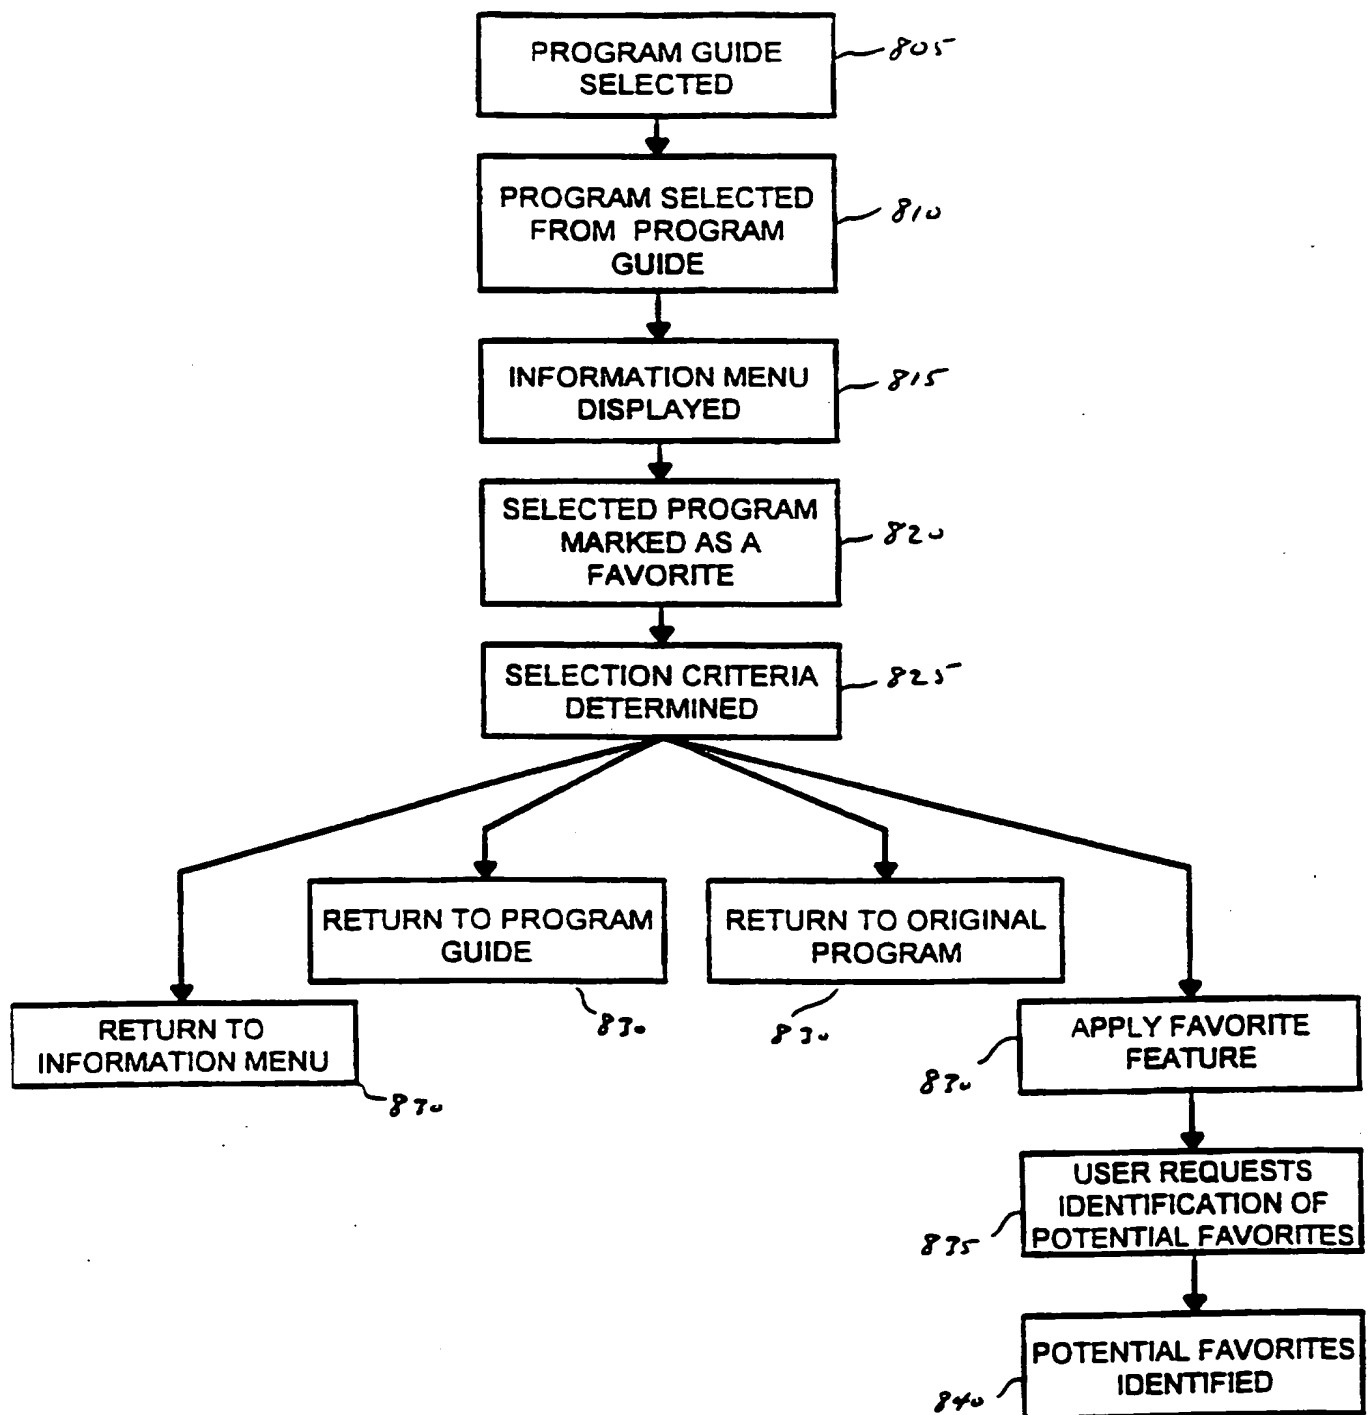 PROGRAM GUIDE
SELECTED
805
PROGRAM SELECTED
FROM PROGRAM
GUIDE
810
INFORMATION MENU
DISPLAYED
815
SELECTED PROGRAM
MARKED AS A
FAVORITE
820
SELECTION CRITERIA
DETERMINED
825
RETURN TO PROGRAM
GUIDE
830
RETURN TO ORIGINAL
PROGRAM
830
RETURN TO
INFORMATION MENU
830
APPLY FAVORITE
FEATURE
830
USER REQUESTS
IDENTIFICATION OF
POTENTIAL FAVORITES
835
POTENTIAL FAVORITES
IDENTIFIED
840